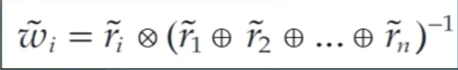 w̃ᵢ = r̃ᵢ ⊗ (r̃₁ ⊕ r̃₂ ⊕ ... ⊕ r̃ₙ)⁻¹